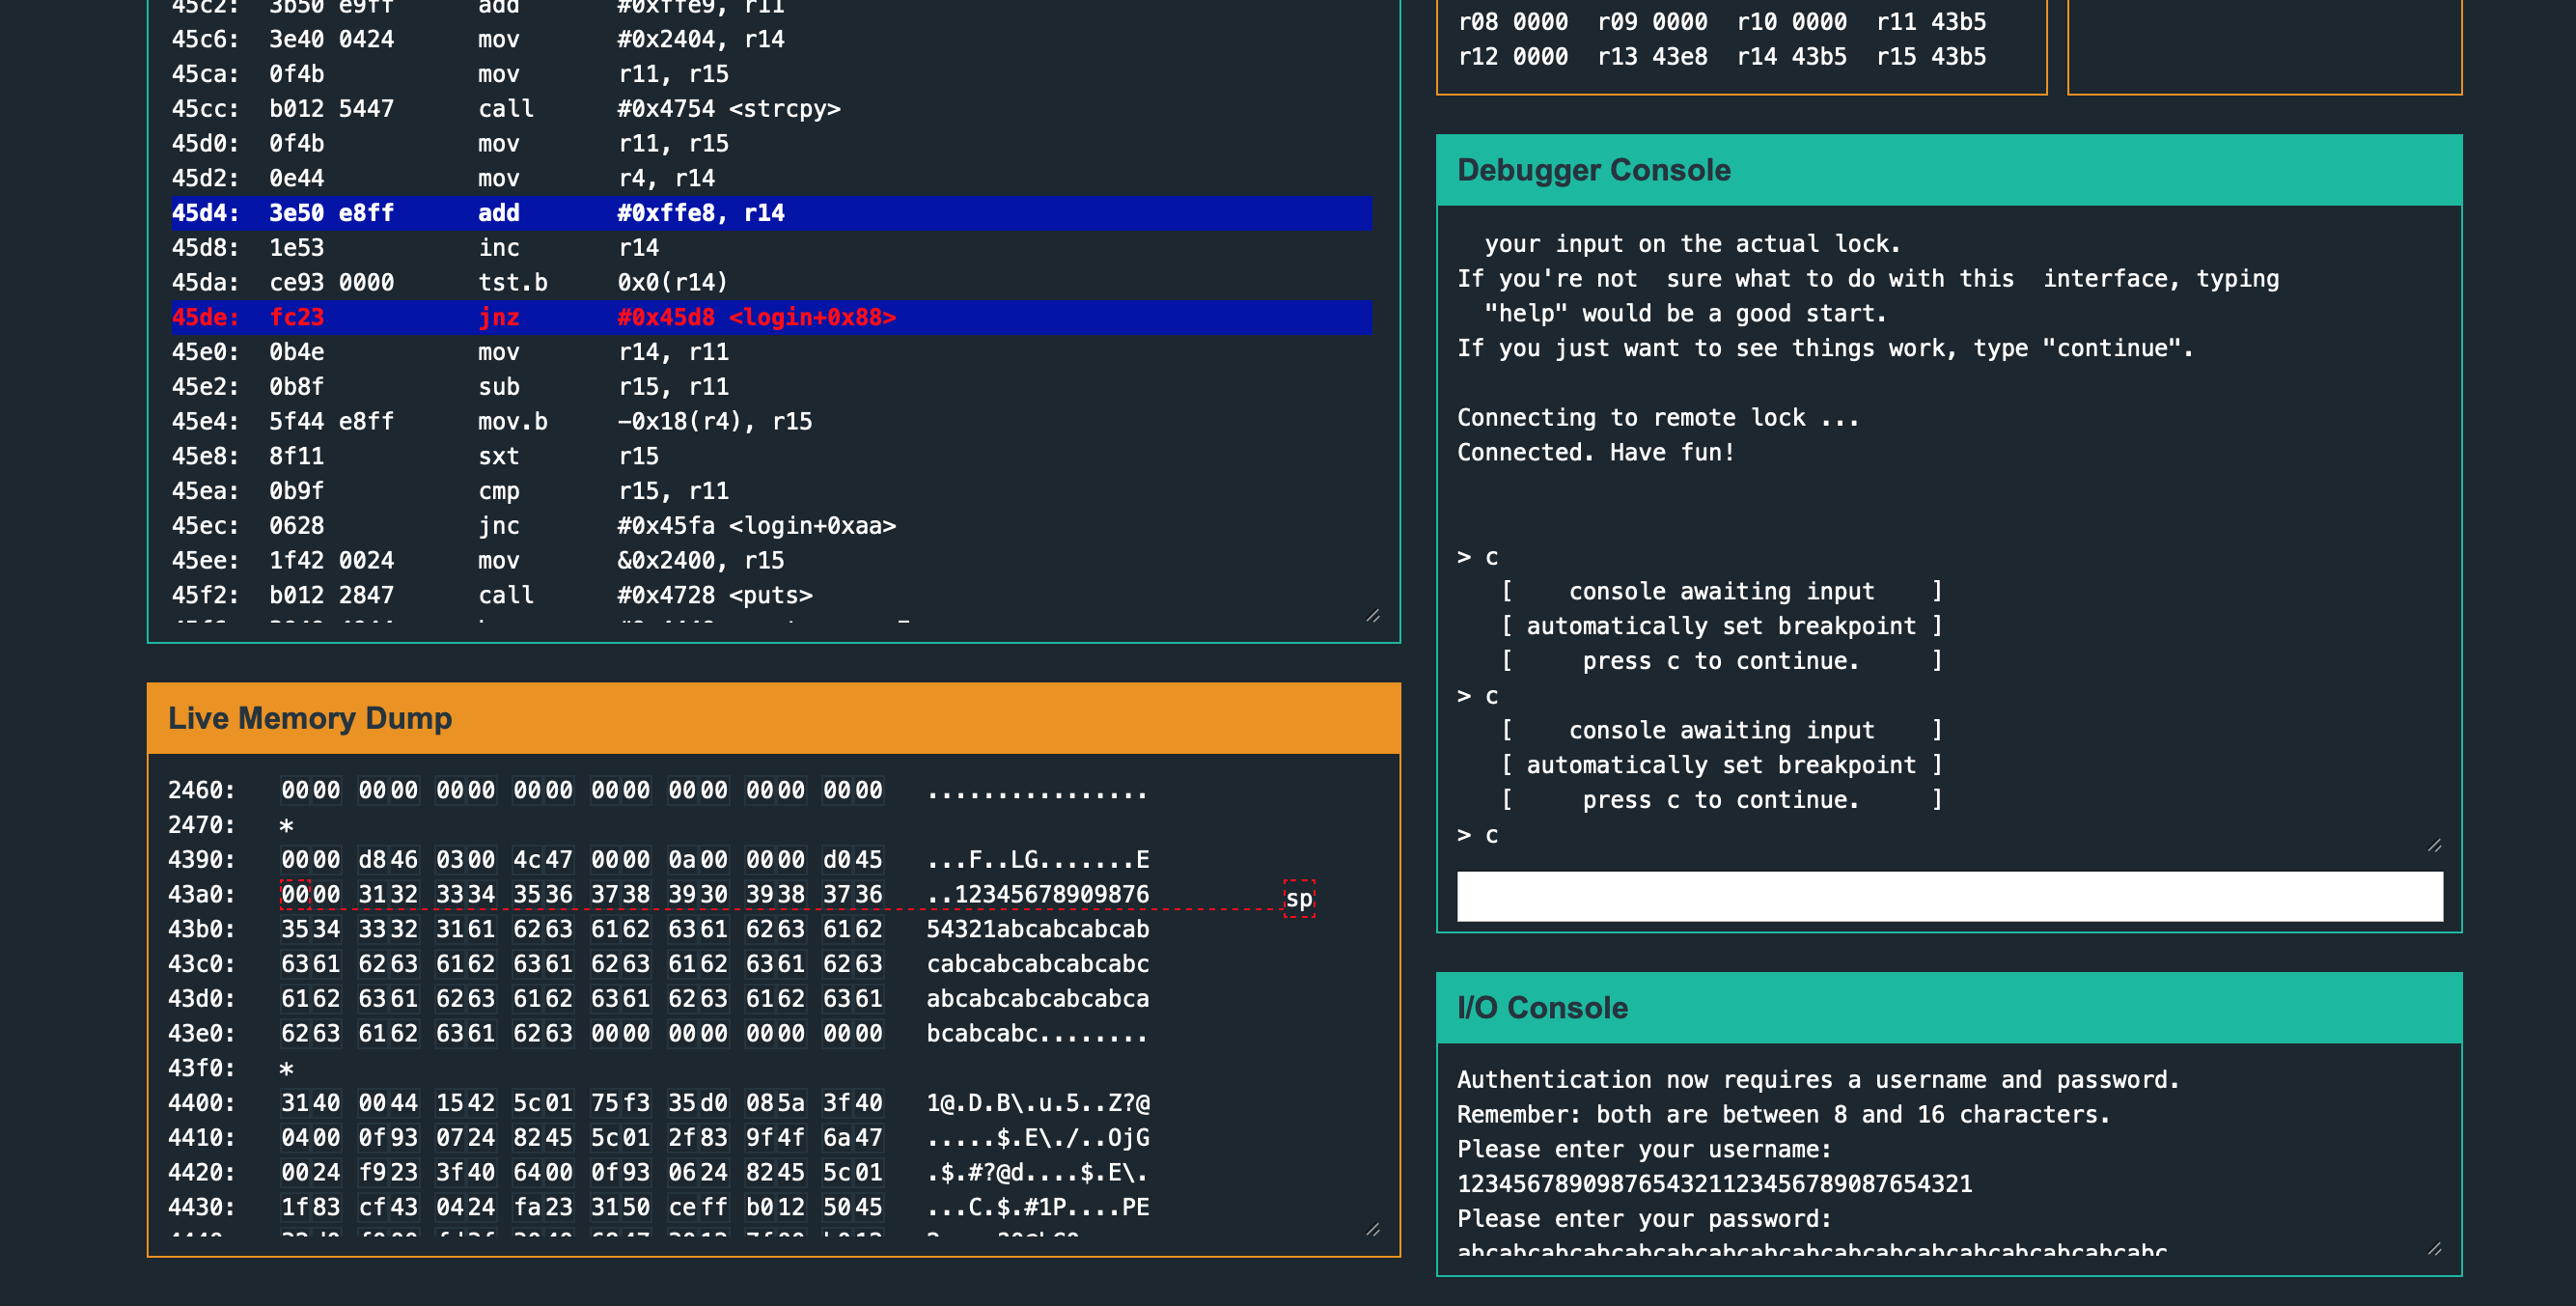 45c2: 3b50 e9ff add #0xffe9, r11
45c6: 3e40 0424 mov #0x2404, r14
45ca: 0f4b mov r11, r15
45cc: b012 5447 call #0x4754 <strcpy>
45d0: 0f4b mov r11, r15
45d2: 0e44 mov r4, r14
45d4: 3e50 e8ff add #0xffe8, r14
45d8: 1e53 inc r14
45da: ce93 0000 tst.b 0x0(r14)
45de: fc23 jnz #0x45d8 <login+0x88>
45e0: 0b4e mov r14, r11
45e2: 0b8f sub r15, r11
45e4: 5f44 e8ff mov.b -0x18(r4), r15
45e8: 8f11 sxt r15
45ea: 0b9f cmp r15, r11
45ec: 0628 jnc #0x45fa <login+0xaa>
45ee: 1f42 0024 mov &0x2400, r15
45f2: b012 2847 call #0x4728 <puts>
Live Memory Dump
2460: 0000 0000 0000 0000 0000 0000 0000 0000 ................
2470: *
4390: 0000 d846 0300 4c47 0000 0a00 0000 d045 ...F..LG.......E
43a0: 0000 3132 3334 3536 3738 3930 3938 3736 ..12345678909876 sp
43b0: 3534 3332 3161 6263 6162 6361 6263 6162 54321abcabcabcab
43c0: 6361 6263 6162 6361 6263 6162 6361 6263 cabcabcabcabcabc
43d0: 6162 6361 6263 6162 6361 6263 6162 6361 abcabcabcabcabca
43e0: 6263 6162 6361 6263 0000 0000 0000 0000 bcabcabc........
43f0: *
4400: 3140 0044 1542 5c01 75f3 35d0 085a 3f40 1@.D.B\.u.5..Z?@
4410: 0400 0f93 0724 8245 5c01 2f83 9f4f 6a47 .....$.E\./..OjG
4420: 0024 f923 3f40 6400 0f93 0624 8245 5c01 .$.#?@d....$.E\.
4430: 1f83 cf43 0424 fa23 3150 ceff b012 5045 ...C.$.#1P....PE
r08 0000 r09 0000 r10 0000 r11 43b5
r12 0000 r13 43e8 r14 43b5 r15 43b5
Debugger Console
your input on the actual lock.
If you're not  sure what to do with this  interface, typing
"help" would be a good start.
If you just want to see things work, type "continue".
Connecting to remote lock ...
Connected. Have fun!
> c
[ console awaiting input ]
[ automatically set breakpoint ]
[ press c to continue. ]
> c
[ console awaiting input ]
[ automatically set breakpoint ]
[ press c to continue. ]
> c
I/O Console
Authentication now requires a username and password.
Remember: both are between 8 and 16 characters.
Please enter your username:
1234567890987654321123456789087654321
Please enter your password:
abcabcabcabcabcabcabcabcabcabcabcabcabcabcabcabcabc